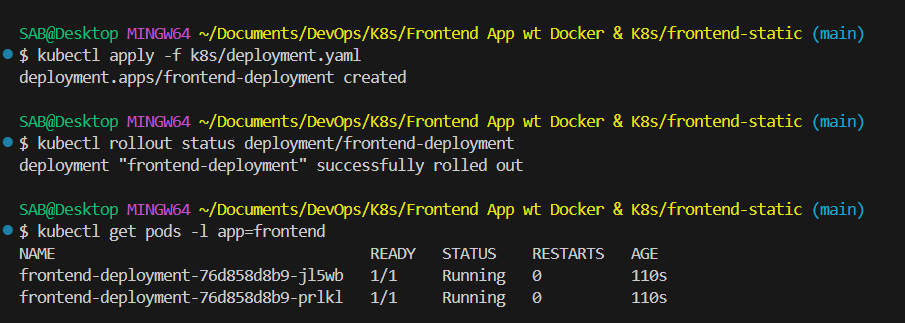 SAB@Desktop MINGW64 ~/Documents/DevOps/K8s/Frontend App wt Docker & K8s/frontend-static (main)
$ kubectl apply -f k8s/deployment.yaml
deployment.apps/frontend-deployment created
SAB@Desktop MINGW64 ~/Documents/DevOps/K8s/Frontend App wt Docker & K8s/frontend-static (main)
$ kubectl rollout status deployment/frontend-deployment
deployment "frontend-deployment" successfully rolled out
SAB@Desktop MINGW64 ~/Documents/DevOps/K8s/Frontend App wt Docker & K8s/frontend-static (main)
$ kubectl get pods -l app=frontend
NAME READY STATUS RESTARTS AGE
frontend-deployment-76d858d8b9-jl5wb 1/1 Running 0 110s
frontend-deployment-76d858d8b9-prlkl 1/1 Running 0 110s